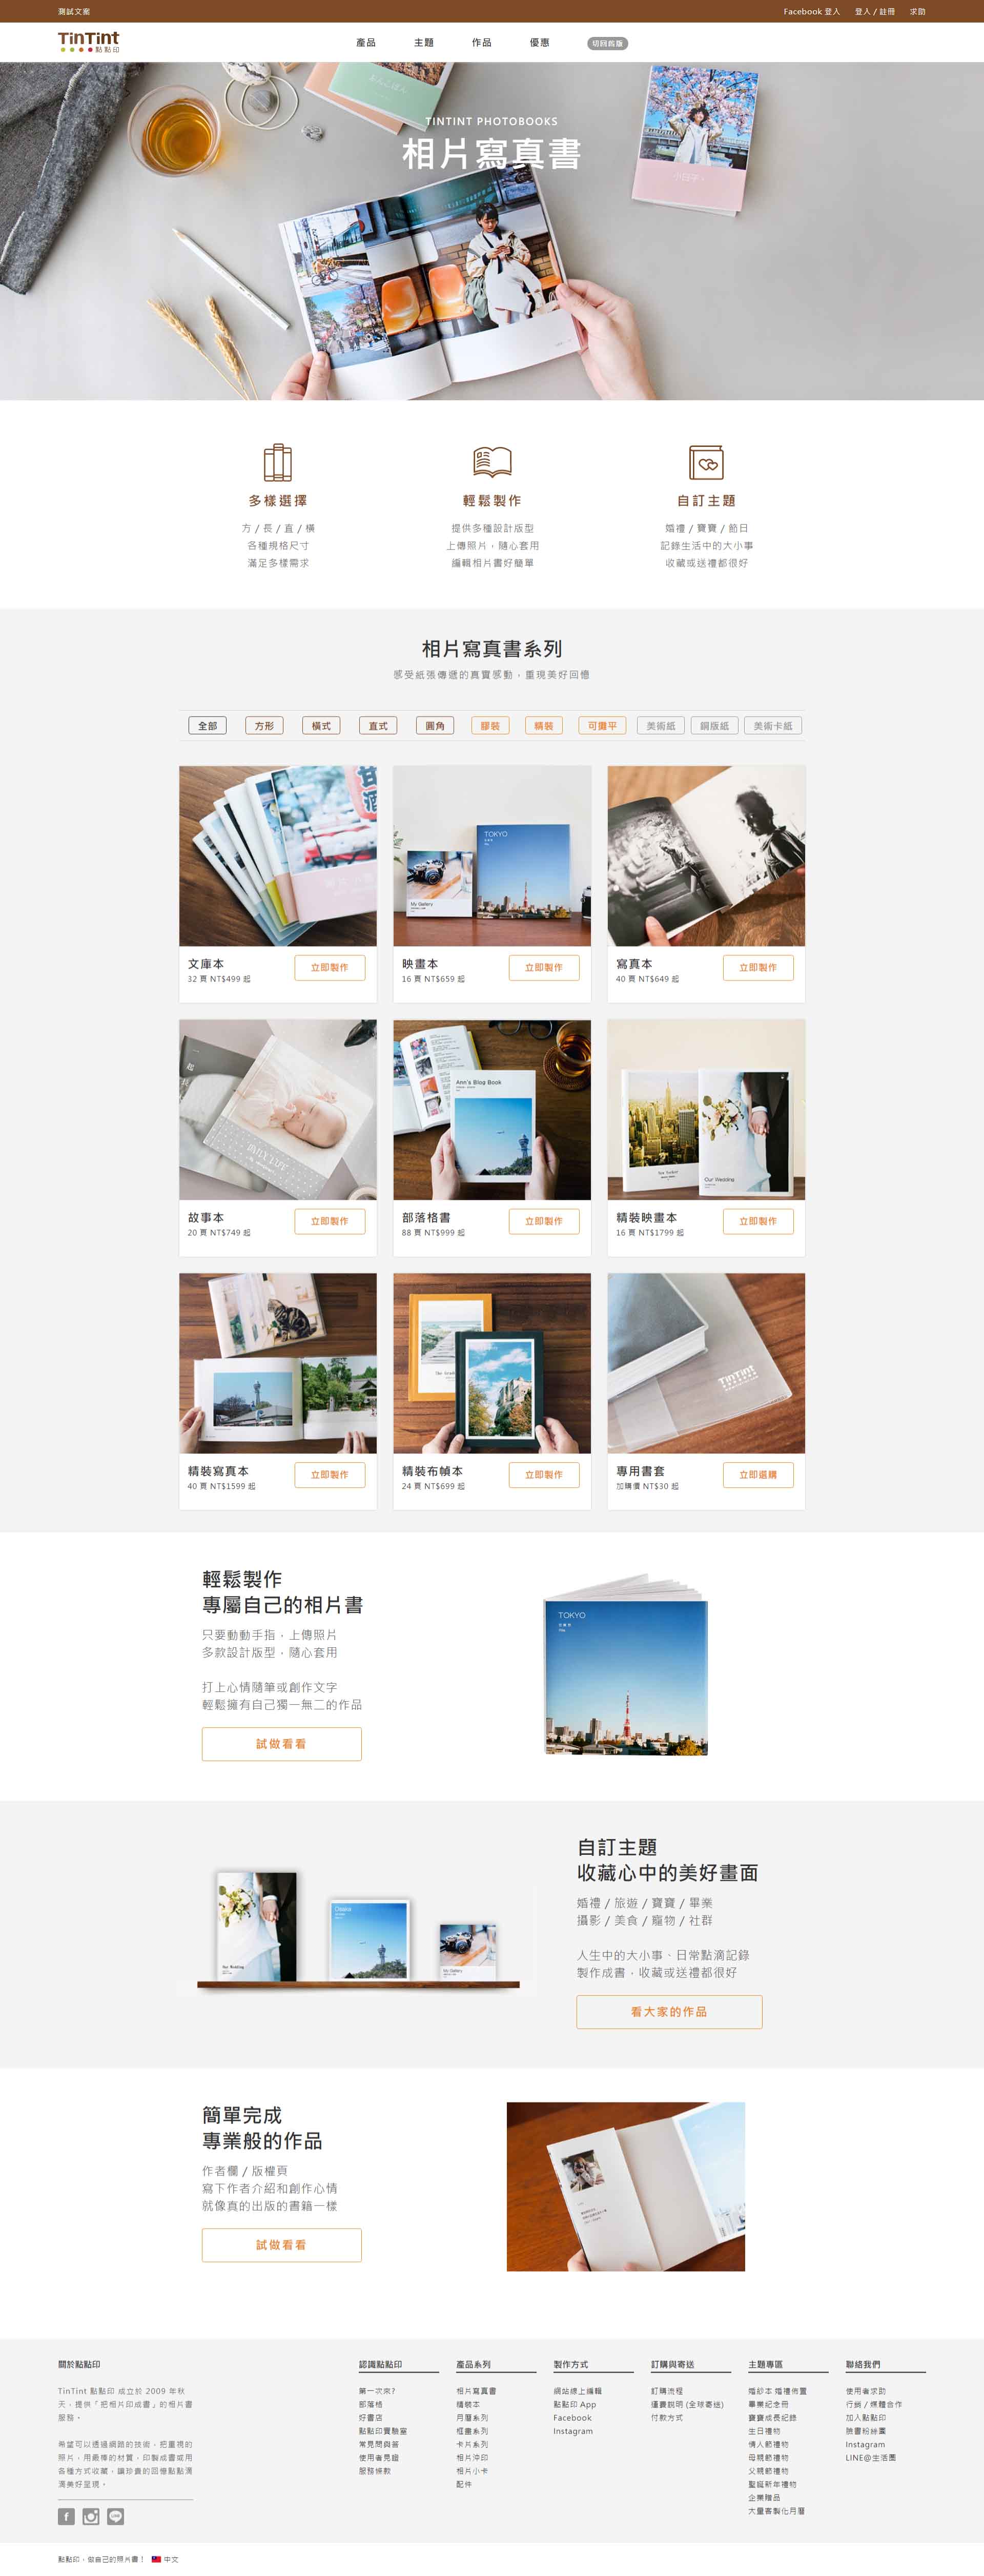 測試文案
Facebook 登入
登入 / 註冊
求助
TinTint
點點印
產品
主題
作品
優惠
切回舊版
TINTINT PHOTOBOOKS
相片寫真書
多樣選擇
方 / 長 / 直 / 橫
各種規格尺寸
滿足多樣需求
輕鬆製作
提供多種設計版型
上傳照片，隨心套用
編輯相片書好簡單
自訂主題
婚禮 / 寶寶 / 節日
記錄生活中的大小事
收藏或送禮都很好
相片寫真書系列
感受紙張傳遞的真實感動，重現美好回憶
全部
方形
橫式
直式
圓角
膠裝
精裝
可攤平
美術紙
銅版紙
美術卡紙
甘酒
TOKYO
My Gallery
文庫本
32 頁 NT$499 起
立即製作
映畫本
16 頁 NT$659 起
立即製作
寫真本
40 頁 NT$649 起
立即製作
DAILY LIFE
Ann's Blog Book
Our Wedding
故事本
20 頁 NT$749 起
立即製作
部落格書
88 頁 NT$999 起
立即製作
精裝映畫本
16 頁 NT$1799 起
立即製作
TinTint
精裝寫真本
40 頁 NT$1599 起
立即製作
精裝布幀本
24 頁 NT$699 起
立即製作
專用書套
加購價 NT$30 起
立即選購
輕鬆製作
專屬自己的相片書
只要動動手指，上傳照片
多款設計版型，隨心套用
打上心情隨筆或創作文字
輕鬆擁有自己獨一無二的作品
試做看看
TOKYO
自訂主題
收藏心中的美好畫面
婚禮 / 旅遊 / 寶寶 / 畢業
攝影 / 美食 / 寵物 / 社群
人生中的大小事、日常點滴記錄
製作成書，收藏或送禮都很好
看大家的作品
Our Wedding
Osaka
My Gallery
簡單完成
專業般的作品
作者欄 / 版權頁
寫下作者介紹和創作心情
就像真的出版的書籍一樣
試做看看
關於點點印
TinTint 點點印 成立於 2009 年秋
天，提供「把相片印成書」的相片書
服務。
希望可以透過網路的技術，把重視的
照片，用最棒的材質，印製成書或用
各種方式收藏，讓珍貴的回憶點點滴
滴美好呈現。
認識點點印
第一次來?
部落格
好書店
點點印實驗室
常見問與答
使用者見證
服務條款
產品系列
相片寫真書
精裝本
月曆系列
框畫系列
卡片系列
相片沖印
相片小卡
配件
製作方式
網站線上編輯
點點印 App
Facebook
Instagram
訂購與寄送
訂購流程
運費說明 (全球寄送)
付款方式
主題專區
婚紗本 婚禮佈置
畢業紀念冊
寶寶成長紀錄
生日禮物
情人節禮物
母親節禮物
父親節禮物
聖誕新年禮物
企業贈品
大量客製化月曆
聯絡我們
使用者求助
行銷 / 媒體合作
加入點點印
臉書粉絲團
Instagram
LINE@生活圈
點點印，做自己的照片書！
中文